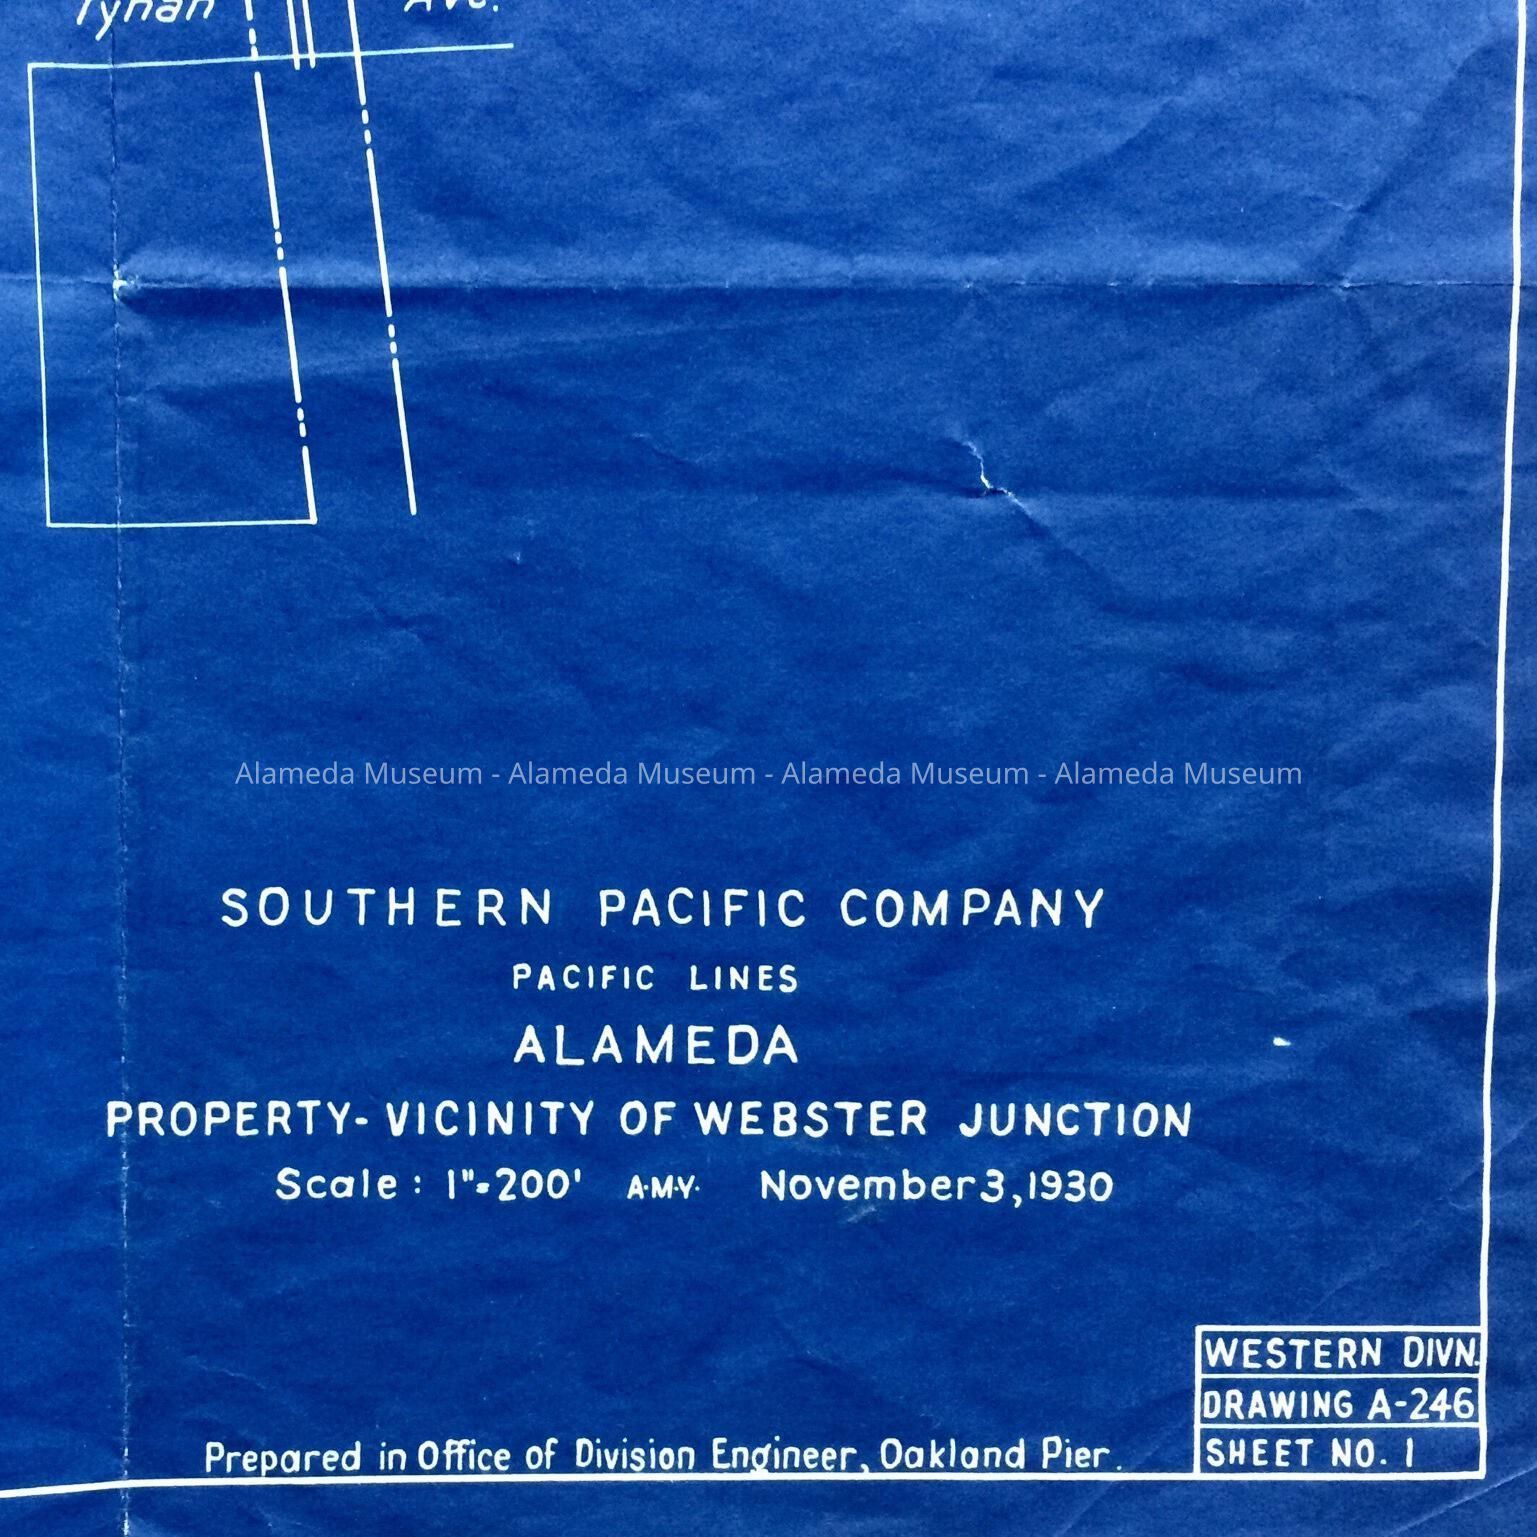 Tynan Ave.
Alameda Museum - Alameda Museum - Alameda Museum - Alameda Museum
SOUTHERN PACIFIC COMPANY
PACIFIC LINES
ALAMEDA
PROPERTY- VICINITY OF WEBSTER JUNCTION
Scale : 1"=200' A.M.Y. November 3, 1930
WESTERN DIVN.
DRAWING A-246
SHEET NO. 1
Prepared in Office of Division Engineer, Oakland Pier.